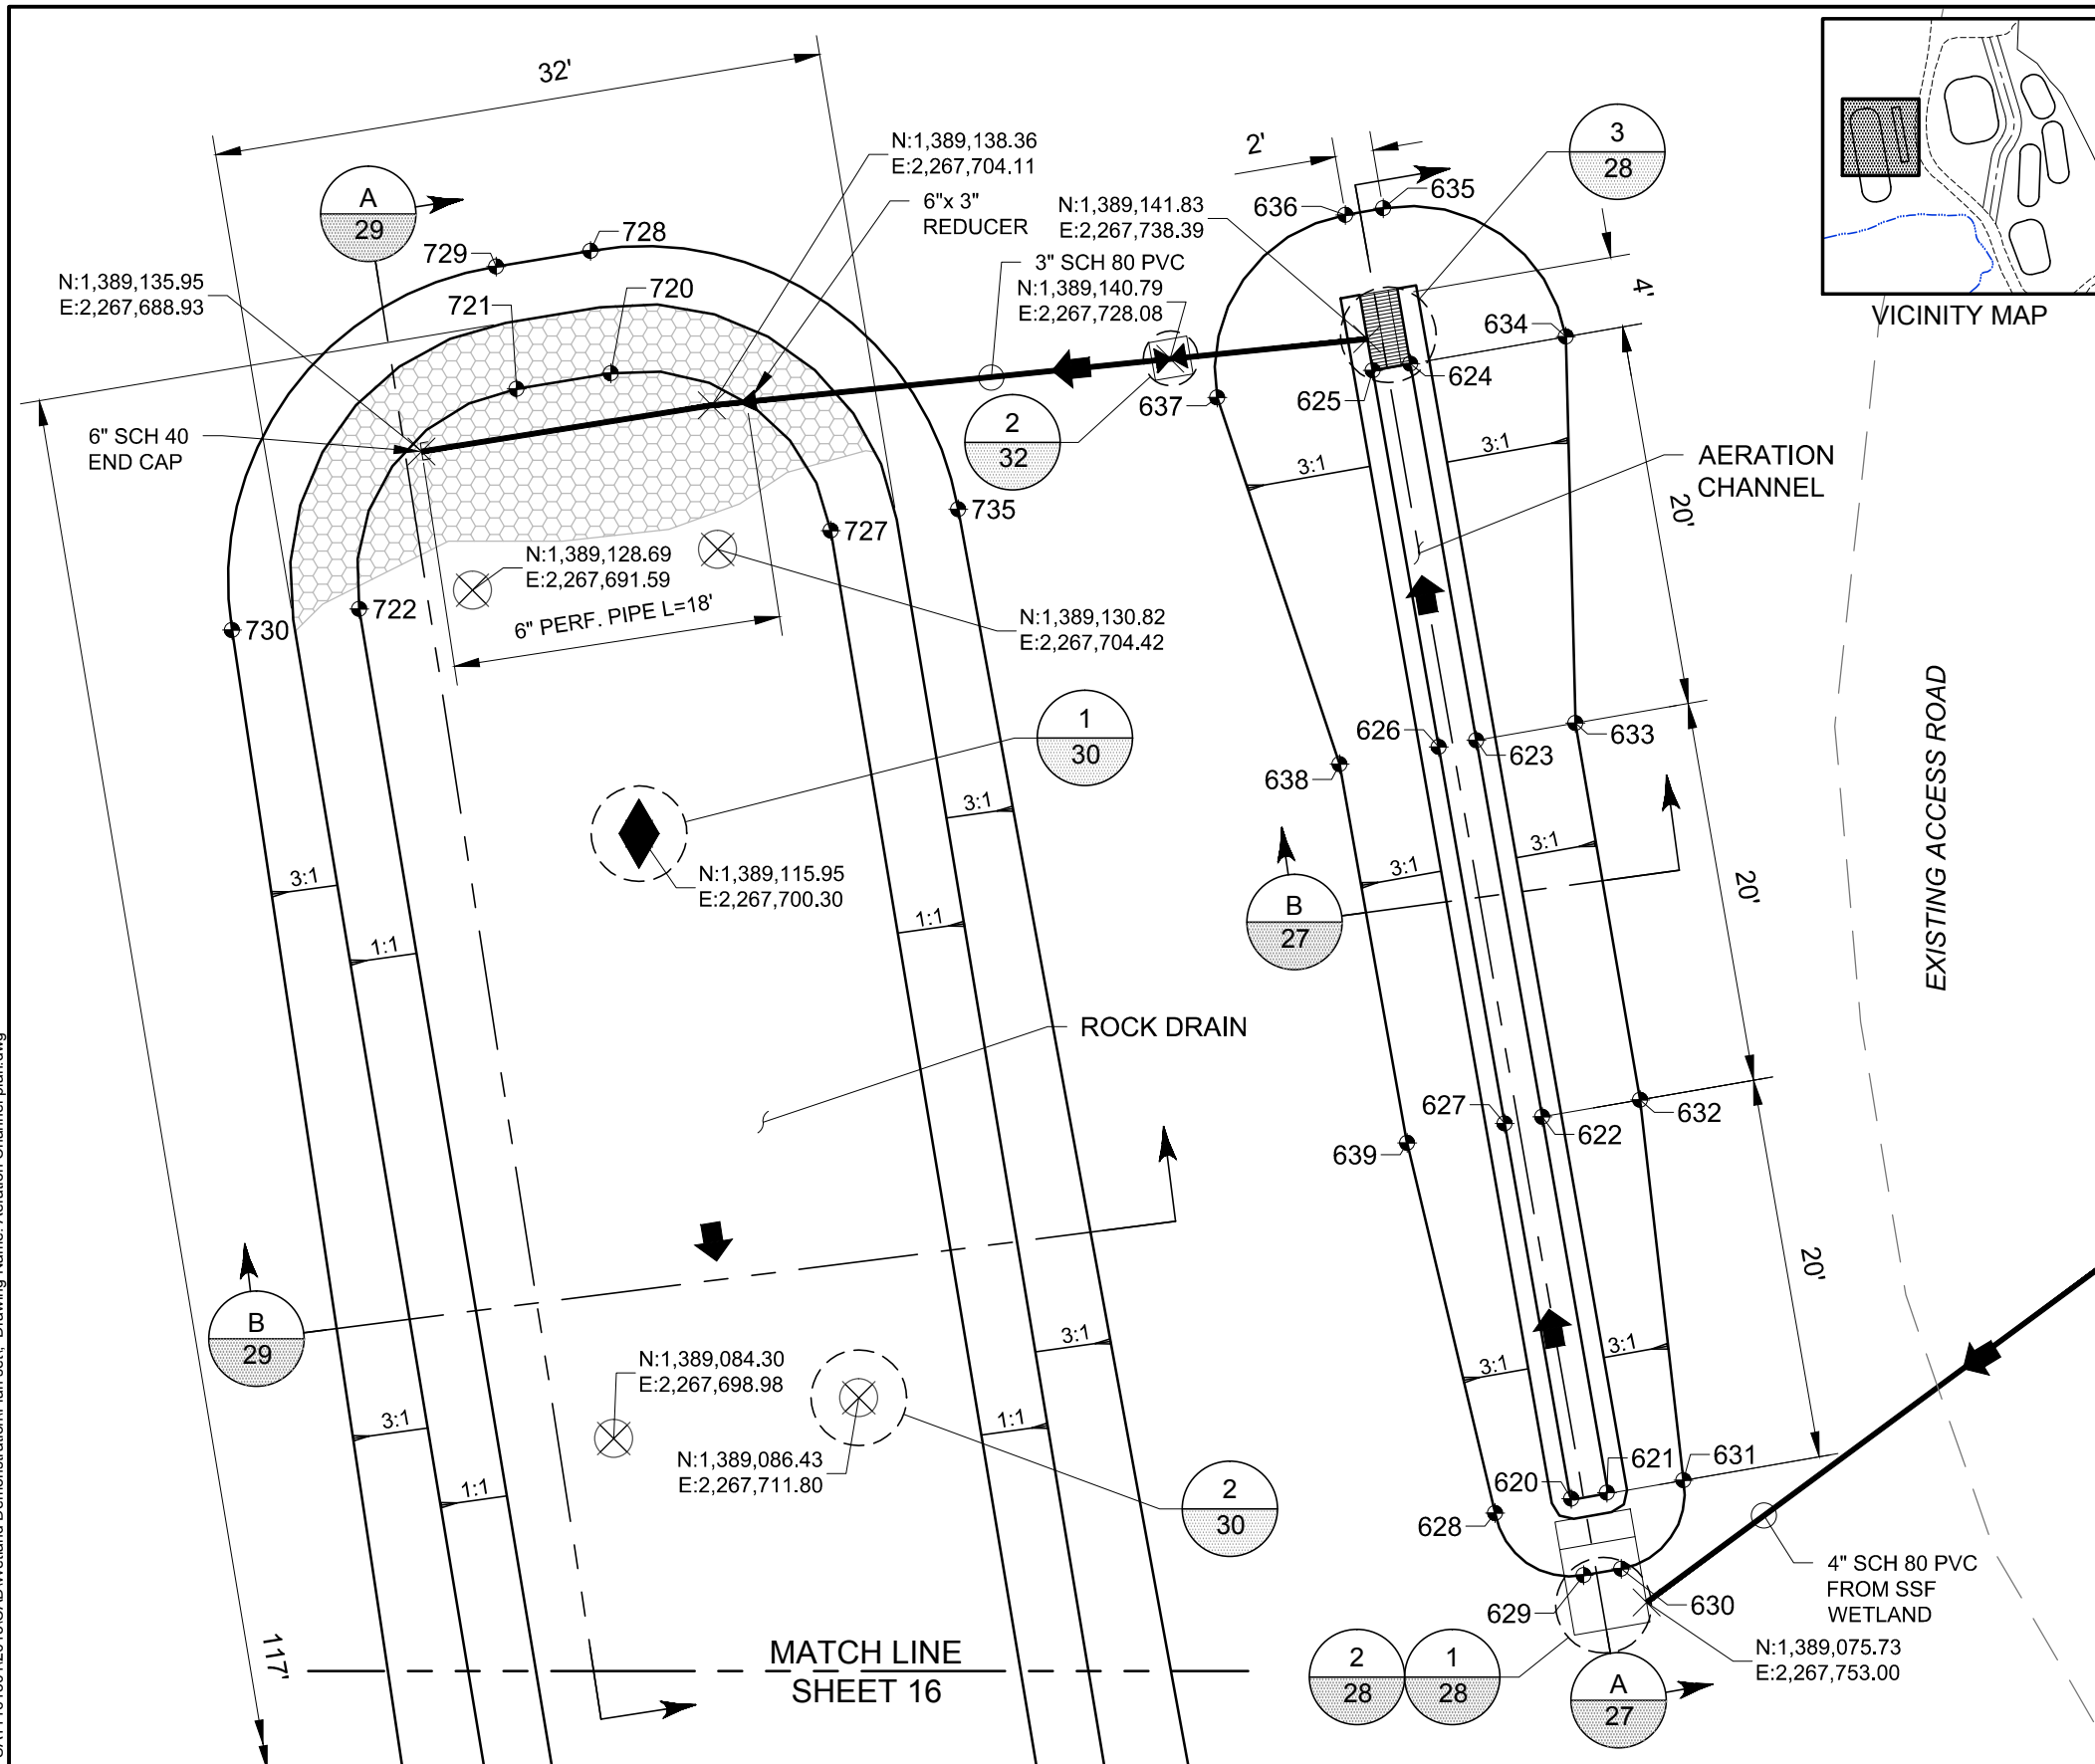 32'
A
29
N:1,389,138.36
E:2,267,704.11
6"x 3"
REDUCER
N:1,389,141.83
E:2,267,738.39
3" SCH 80 PVC
N:1,389,140.79
E:2,267,728.08
2'
3
28
636
635
4'
VICINITY MAP
729
728
N:1,389,135.95
E:2,267,688.93
721
720
634
624
625
637
6" SCH 40
END CAP
2
32
3:1
3:1
AERATION
CHANNEL
20'
735
727
N:1,389,128.69
E:2,267,691.59
6" PERF. PIPE L=18'
N:1,389,130.82
E:2,267,704.42
730
722
1
30
626
623
633
638
EXISTING ACCESS ROAD
3:1
3:1
3:1
3:1
1:1
1:1
N:1,389,115.95
E:2,267,700.30
B
27
20'
ROCK DRAIN
627
622
632
639
20'
B
29
N:1,389,084.30
E:2,267,698.98
3:1
3:1
3:1
3:1
1:1
1:1
N:1,389,086.43
E:2,267,711.80
2
30
620
621
631
628
629
630
4" SCH 80 PVC
FROM SSF
WETLAND
N:1,389,075.73
E:2,267,753.00
2
28
1
28
A
27
117'
MATCH LINE
SHEET 16